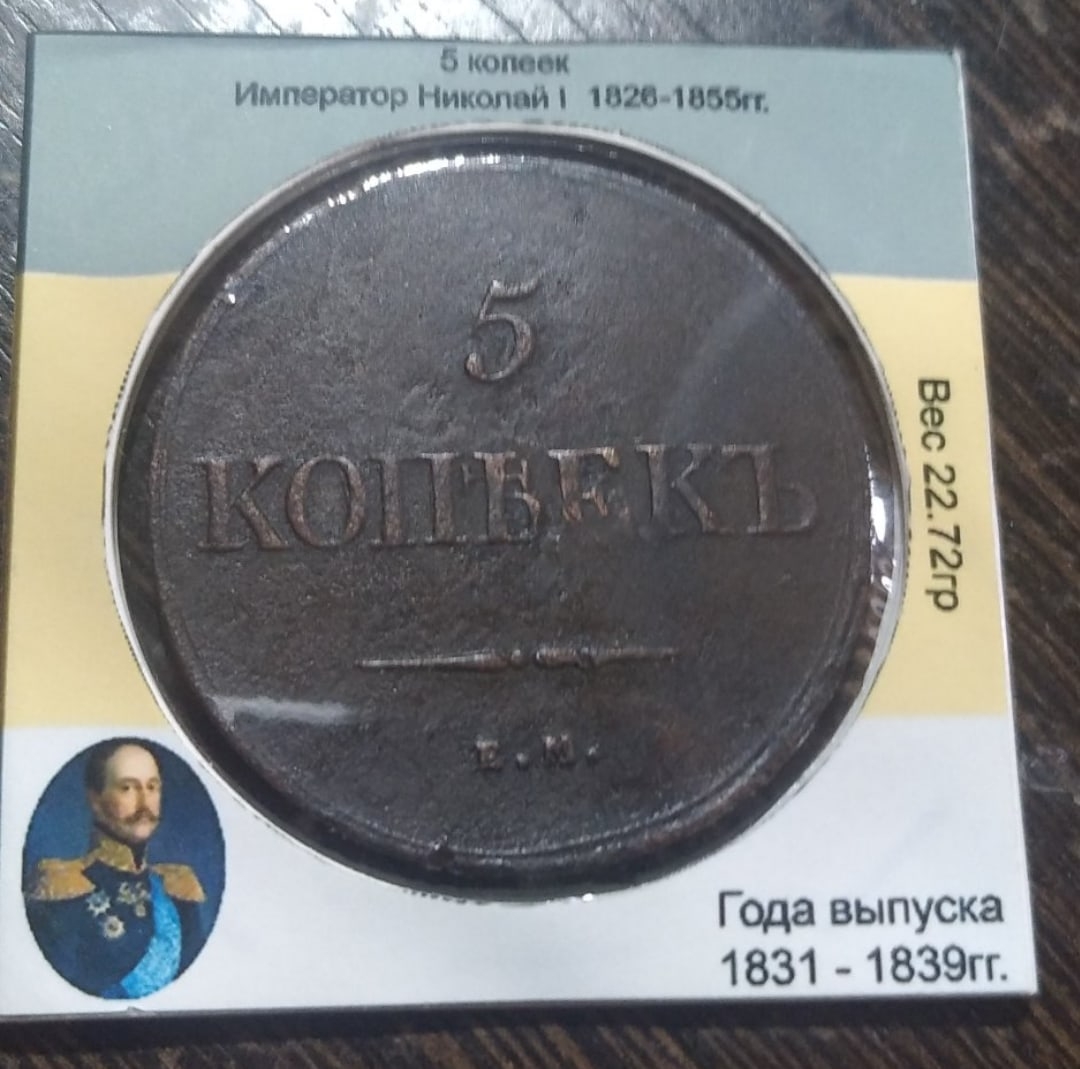 5 копеек
Император Николай I 1826-1855гг.
5
КОПѢЕКЪ
Е.М.
Вес 22.72гр
Года выпуска
1831 - 1839гг.